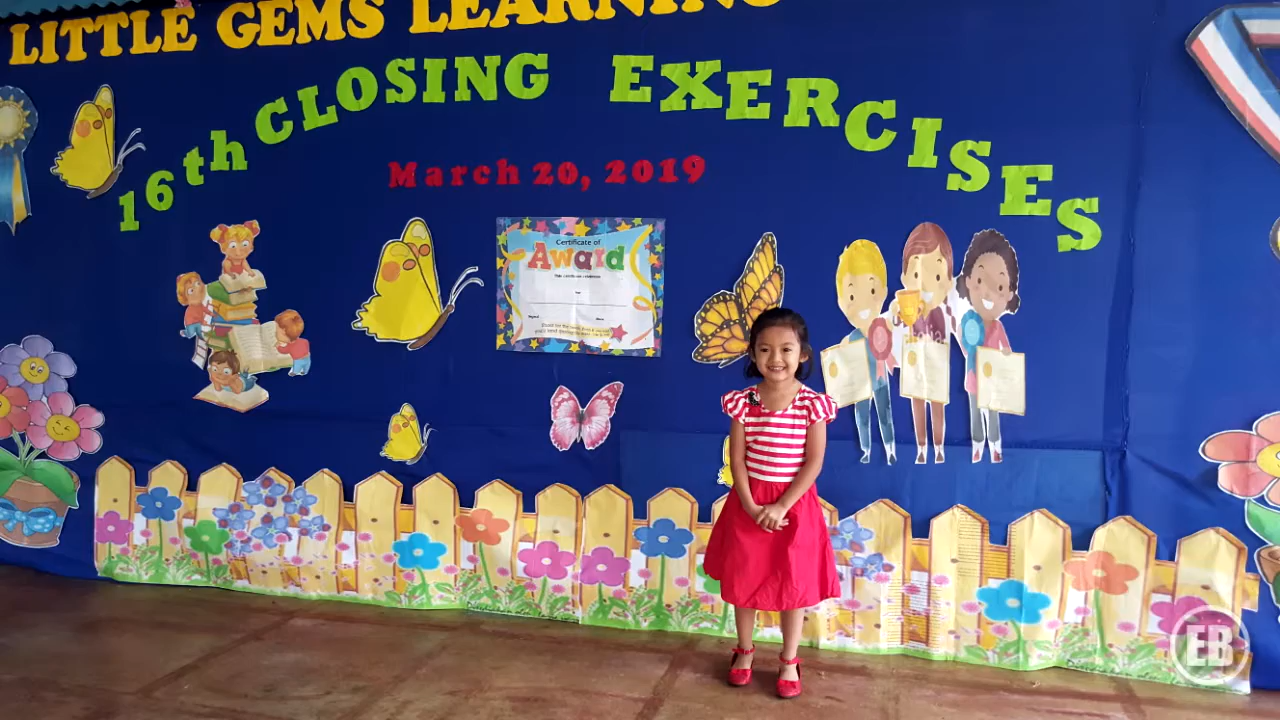 LITTLE GEMS LEARNING
16th CLOSING EXERCISES
March 20, 2019
Certificate of
Award
EB